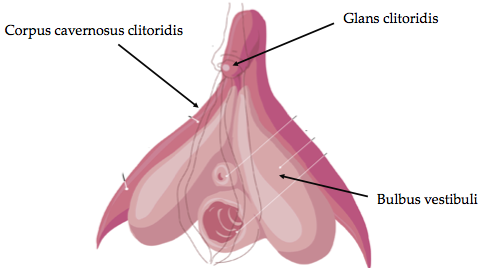 Glans clitoridis
Corpus cavernosus clitoridis
Bulbus vestibuli